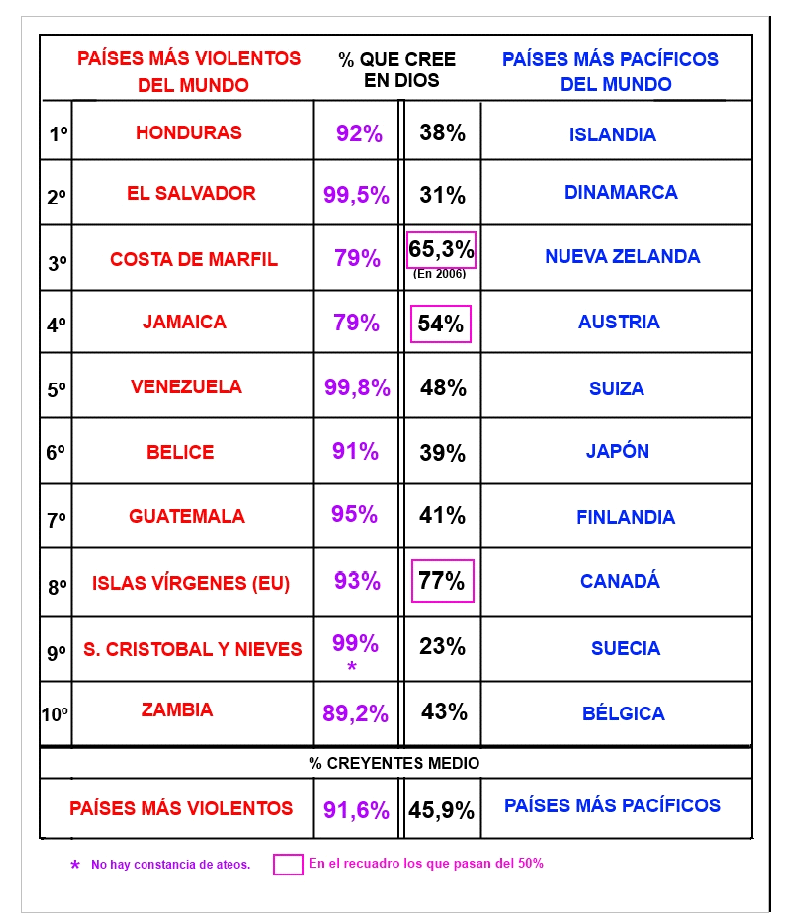 PAÍSES MÁS VIOLENTOS DEL MUNDO % QUE CREE EN DIOS PAÍSES MÁS PACÍFICOS DEL MUNDO
1º HONDURAS 92% 38% ISLANDIA
2º EL SALVADOR 99,5% 31% DINAMARCA
3º COSTA DE MARFIL 79% 65,3% (En 2006) NUEVA ZELANDA
4º JAMAICA 79% 54% AUSTRIA
5º VENEZUELA 99,8% 48% SUIZA
6º BELICE 91% 39% JAPÓN
7º GUATEMALA 95% 41% FINLANDIA
8º ISLAS VÍRGENES (EU) 93% 77% CANADÁ
9º S. CRISTOBAL Y NIEVES 99% * 23% SUECIA
10º ZAMBIA 89,2% 43% BÉLGICA
% CREYENTES MEDIO
PAÍSES MÁS VIOLENTOS 91,6% 45,9% PAÍSES MÁS PACÍFICOS
* No hay constancia de ateos. En el recuadro los que pasan del 50%